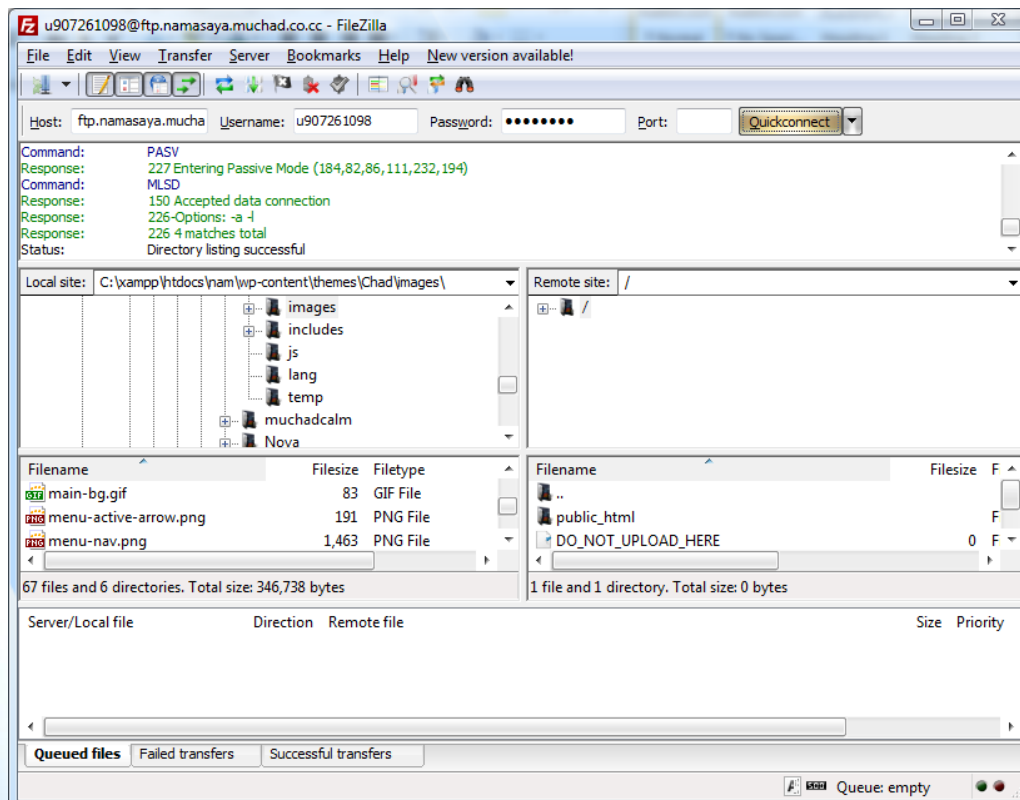 u907261098@ftp.namasaya.muchad.co.cc - FileZilla
File Edit View Transfer Server Bookmarks Help New version available!
Host: ftp.namasaya.mucha Username: u907261098 Password: ●●●●●●●● Port: Quickconnect
Command: PASV
Response: 227 Entering Passive Mode (184,82,86,111,232,194)
Command: MLSD
Response: 150 Accepted data connection
Response: 226-Options: -a -l
Response: 226 4 matches total
Status: Directory listing successful
Local site: C:\xampp\htdocs\nam\wp-content\themes\Chad\images\
images
includes
js
lang
temp
muchadcalm
Nova
Remote site: /
/
Filename Filesize Filetype
main-bg.gif 83 GIF File
menu-active-arrow.png 191 PNG File
menu-nav.png 1,463 PNG File
67 files and 6 directories. Total size: 346,738 bytes
Filename Filesize F
..
public_html F
DO_NOT_UPLOAD_HERE 0 F
1 file and 1 directory. Total size: 0 bytes
Server/Local file Direction Remote file Size Priority
Queued files Failed transfers Successful transfers
Queue: empty